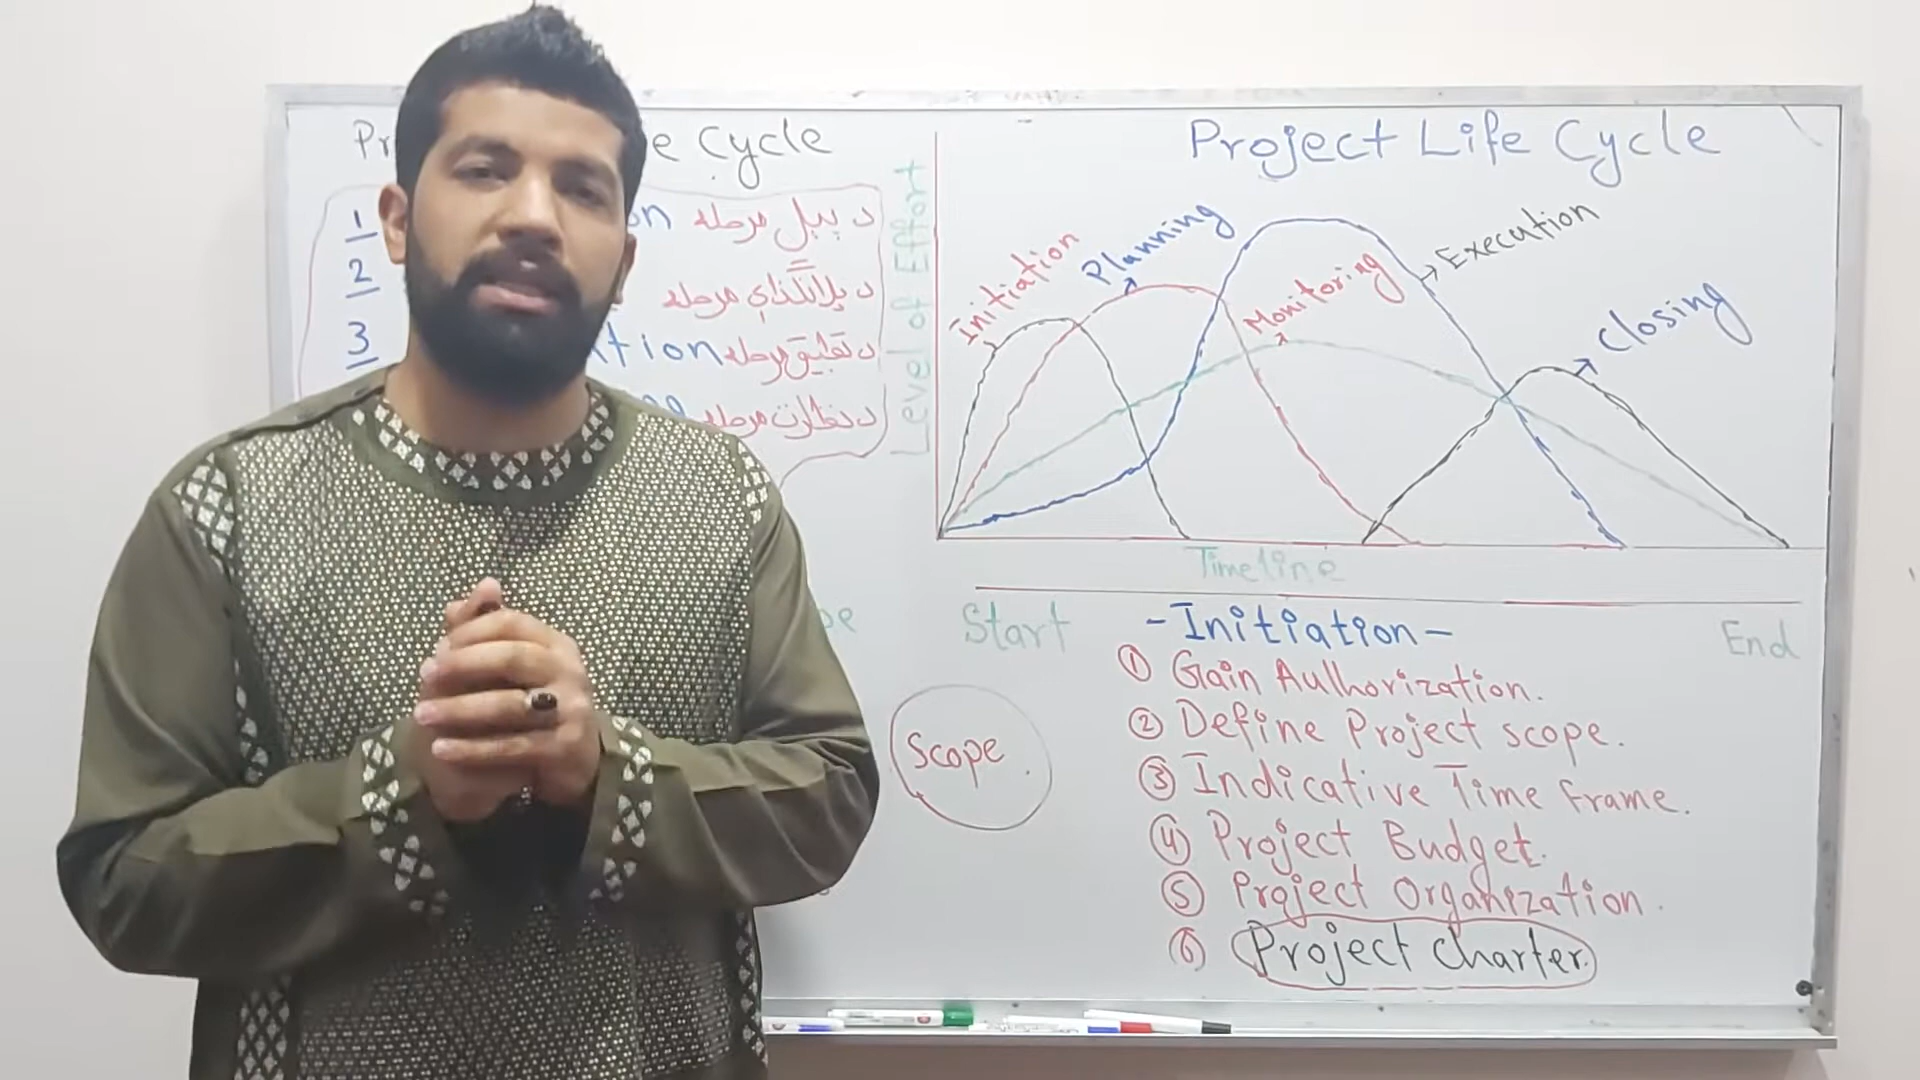 Cycle
1 د پیل مرحله
2 د پلانګذاي مرحله
3 د تطبیق مرحله
د نظارت مرحله
Level of Effort
Project Life Cycle
Initiation
Planning
Monitoring
Execution
Closing
Timeline
Start
End
Scope.
-Initiation-
① Gain Authorization.
② Define Project scope.
③ Indicative Time frame.
④ Project Budget.
⑤ Project Organization.
⑥ Project charter.